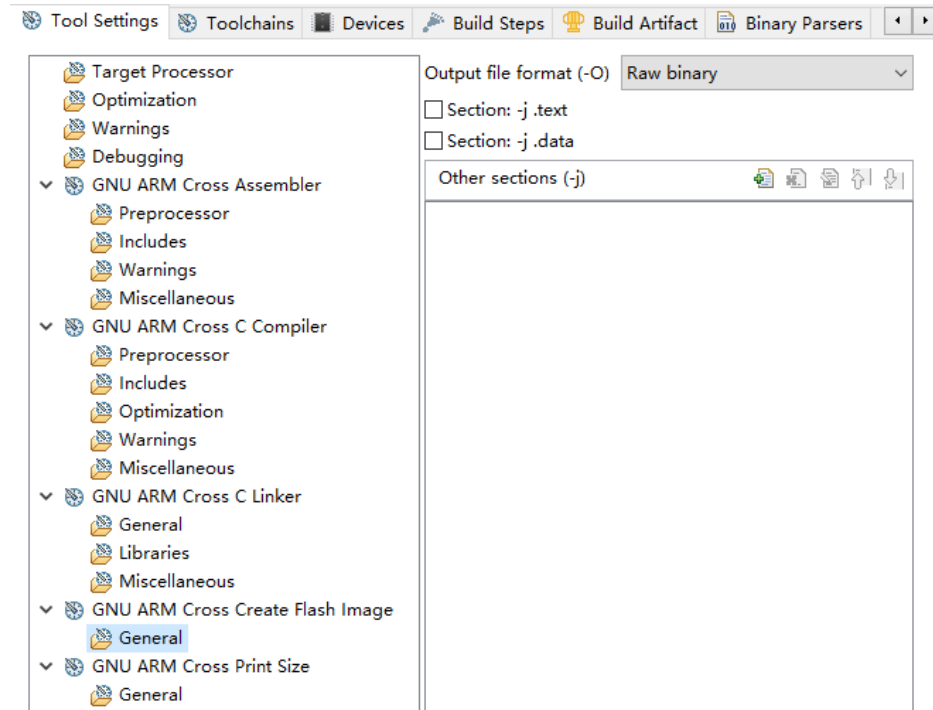 Tool Settings Toolchains Devices Build Steps Build Artifact Binary Parsers
Target Processor
Optimization
Warnings
Debugging
GNU ARM Cross Assembler
Preprocessor
Includes
Warnings
Miscellaneous
GNU ARM Cross C Compiler
Preprocessor
Includes
Optimization
Warnings
Miscellaneous
GNU ARM Cross C Linker
General
Libraries
Miscellaneous
GNU ARM Cross Create Flash Image
General
GNU ARM Cross Print Size
General
Output file format (-O) Raw binary
Section: -j .text
Section: -j .data
Other sections (-j)